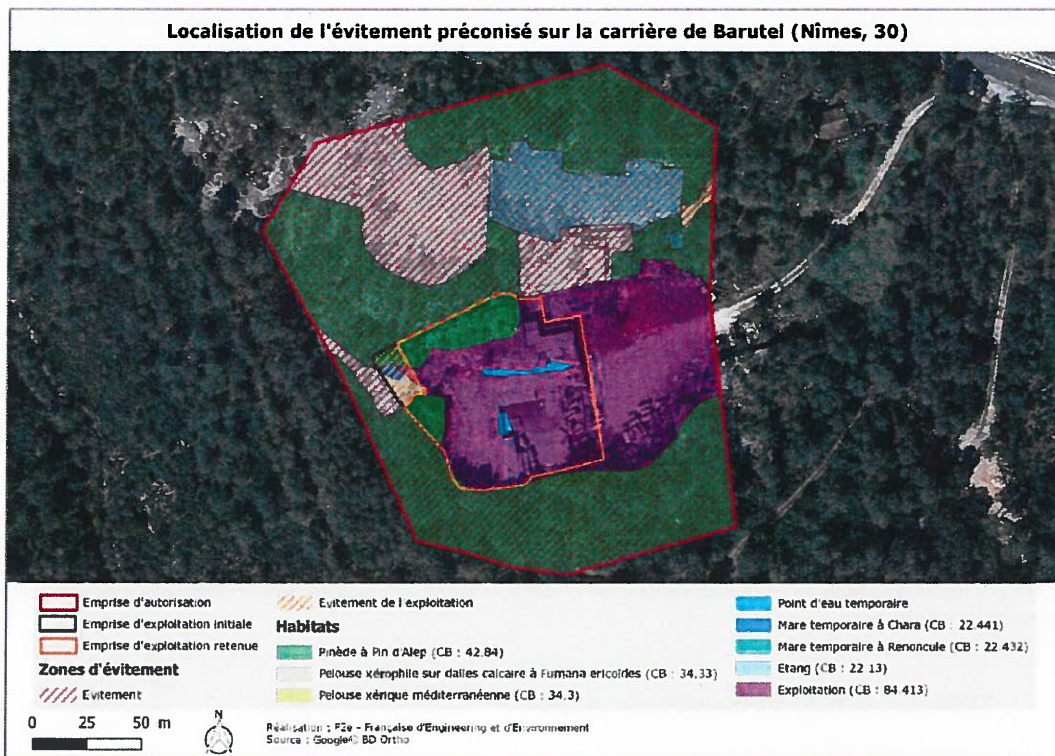 Localisation de l'évitement préconisé sur la carrière de Barutel (Nîmes, 30)
Emprise d'autorisation
Emprise d'exploitation initiale
Emprise d'exploitation retenue
Zones d'évitement
Evitement
Evitement de l'exploitation
Habitats
Pinède à Pin d'Alep (CB : 42.84)
Pelouse xérophile sur dalles calcaire à Fumana ericoïdes (CB : 34.33)
Pelouse xérique méditerranéenne (CB : 34.3)
Point d'eau temporaire
Mare temporaire à Chara (CB : 22.441)
Mare temporaire à Renoncule (CB : 22.432)
Etang (CB : 22.13)
Exploitation (CB : 84.413)
0 25 50 m
N
Réalisation : F2e - Française d'Engineering et d'Environnement
Source : Google© BD Ortho